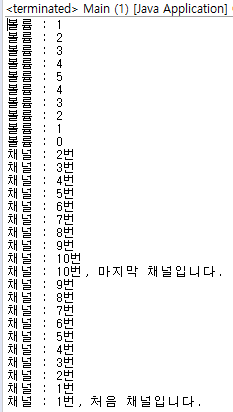 <terminated> Main (1) [Java Application]
볼륨 : 1
볼륨 : 2
볼륨 : 3
볼륨 : 4
볼륨 : 5
볼륨 : 4
볼륨 : 3
볼륨 : 2
볼륨 : 1
볼륨 : 0
채널 : 2번
채널 : 3번
채널 : 4번
채널 : 5번
채널 : 6번
채널 : 7번
채널 : 8번
채널 : 9번
채널 : 10번
채널 : 10번, 마지막 채널입니다.
채널 : 9번
채널 : 8번
채널 : 7번
채널 : 6번
채널 : 5번
채널 : 4번
채널 : 3번
채널 : 2번
채널 : 1번
채널 : 1번, 처음 채널입니다.